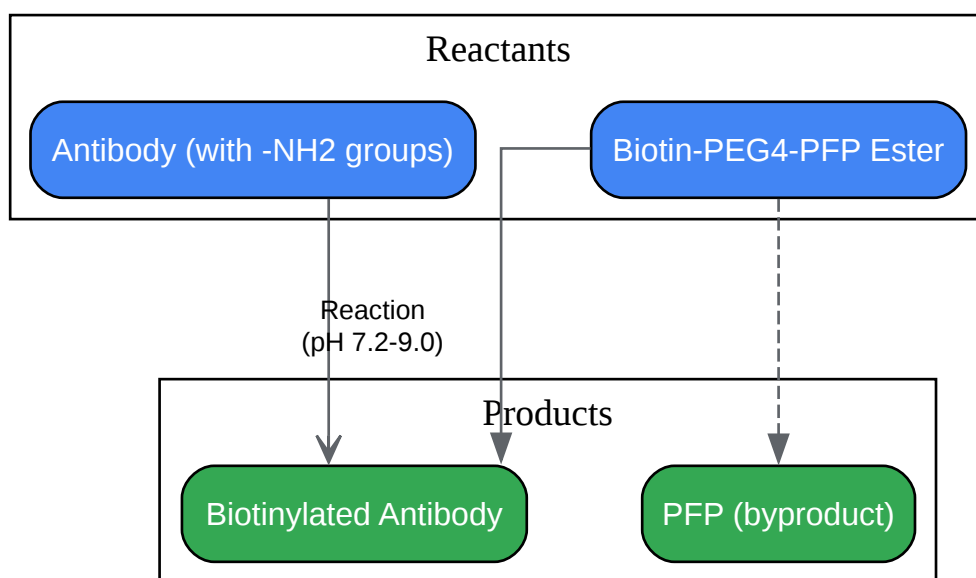 Reactants
Antibody (with -NH2 groups)
Biotin-PEG4-PFP Ester
Reaction
(pH 7.2-9.0)
Products
Biotinylated Antibody
PFP (byproduct)